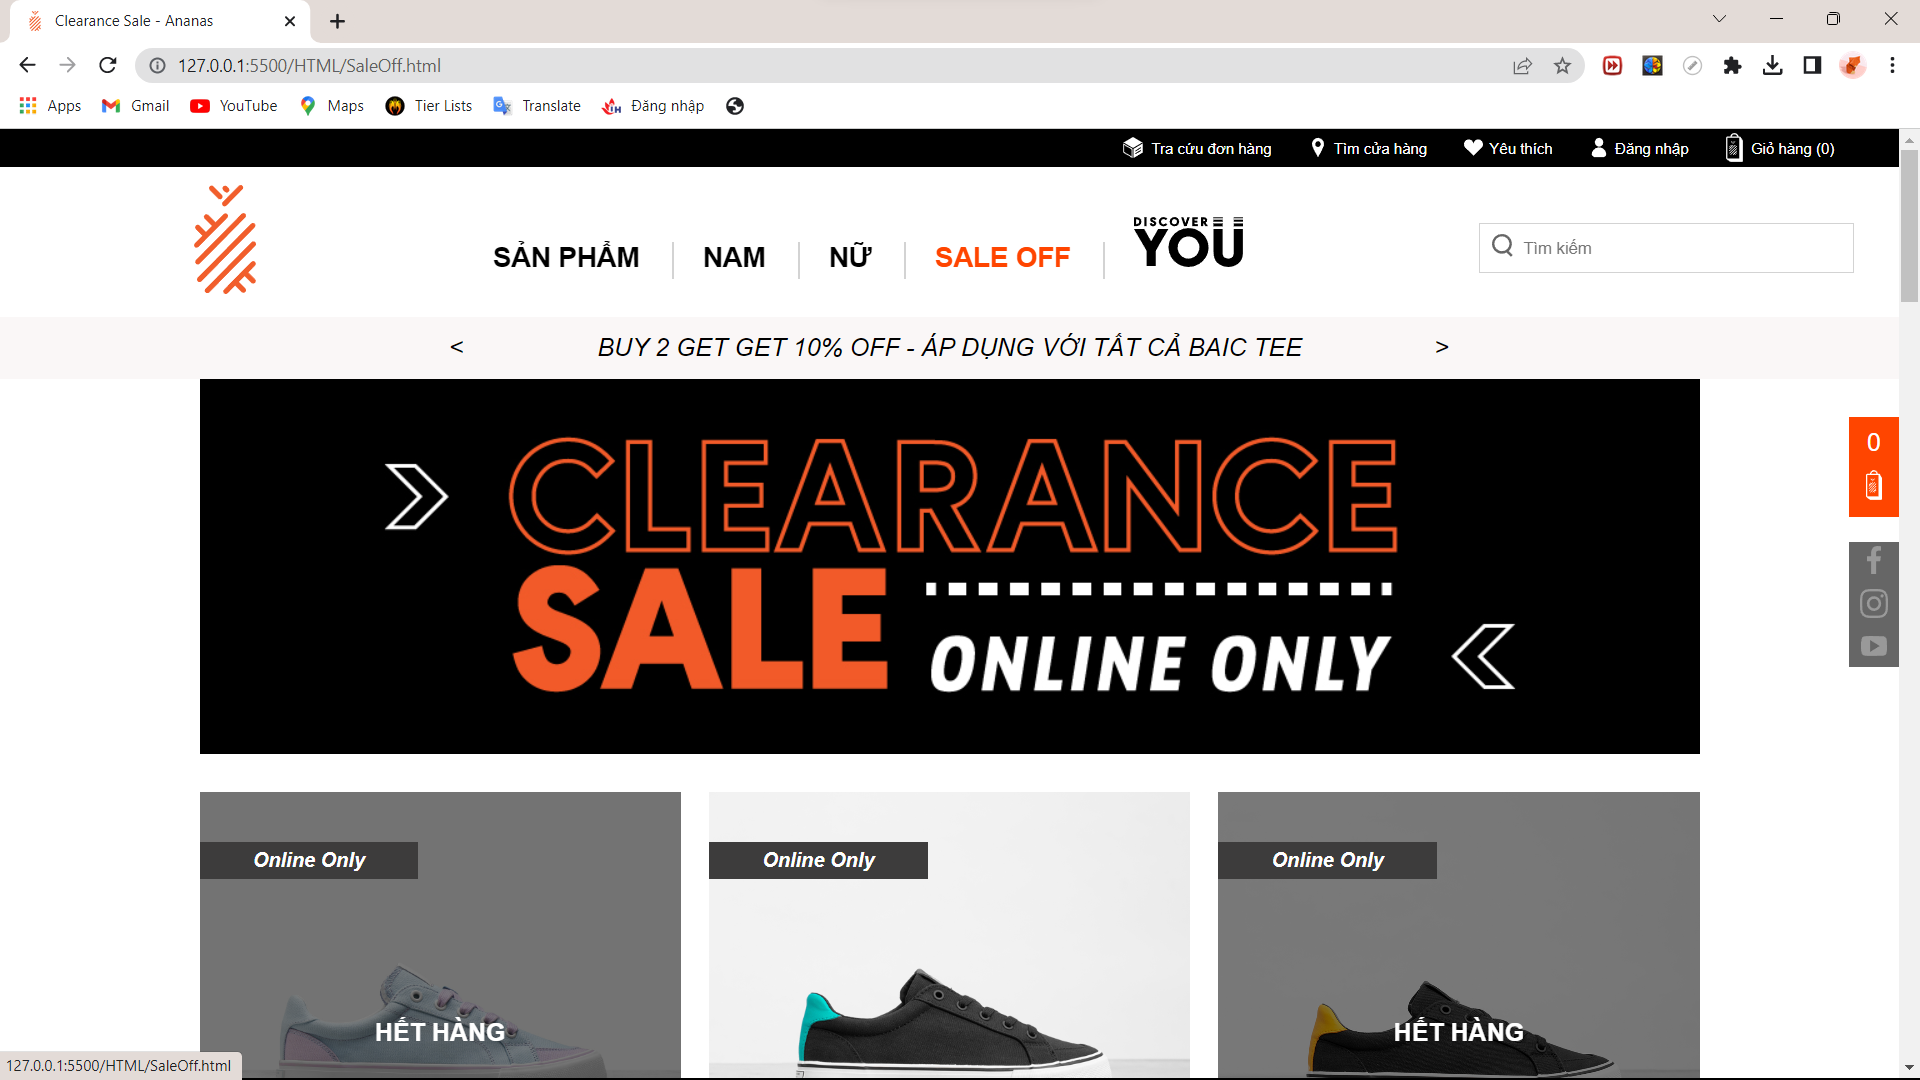 Clearance Sale - Ananas
127.0.0.1:5500/HTML/SaleOff.html
Apps Gmail YouTube Maps Tier Lists Translate Đăng nhập
Tra cứu đơn hàng Tìm cửa hàng Yêu thích Đăng nhập Giỏ hàng (0)
SẢN PHẨM NAM NỮ SALE OFF DISCOVER YOU
Tìm kiếm
< BUY 2 GET GET 10% OFF - ÁP DỤNG VỚI TẤT CẢ BAIC TEE >
CLEARANCE
SALE
ONLINE ONLY
0
Online Only Online Only Online Only
HẾT HÀNG HẾT HÀNG
127.0.0.1:5500/HTML/SaleOff.html